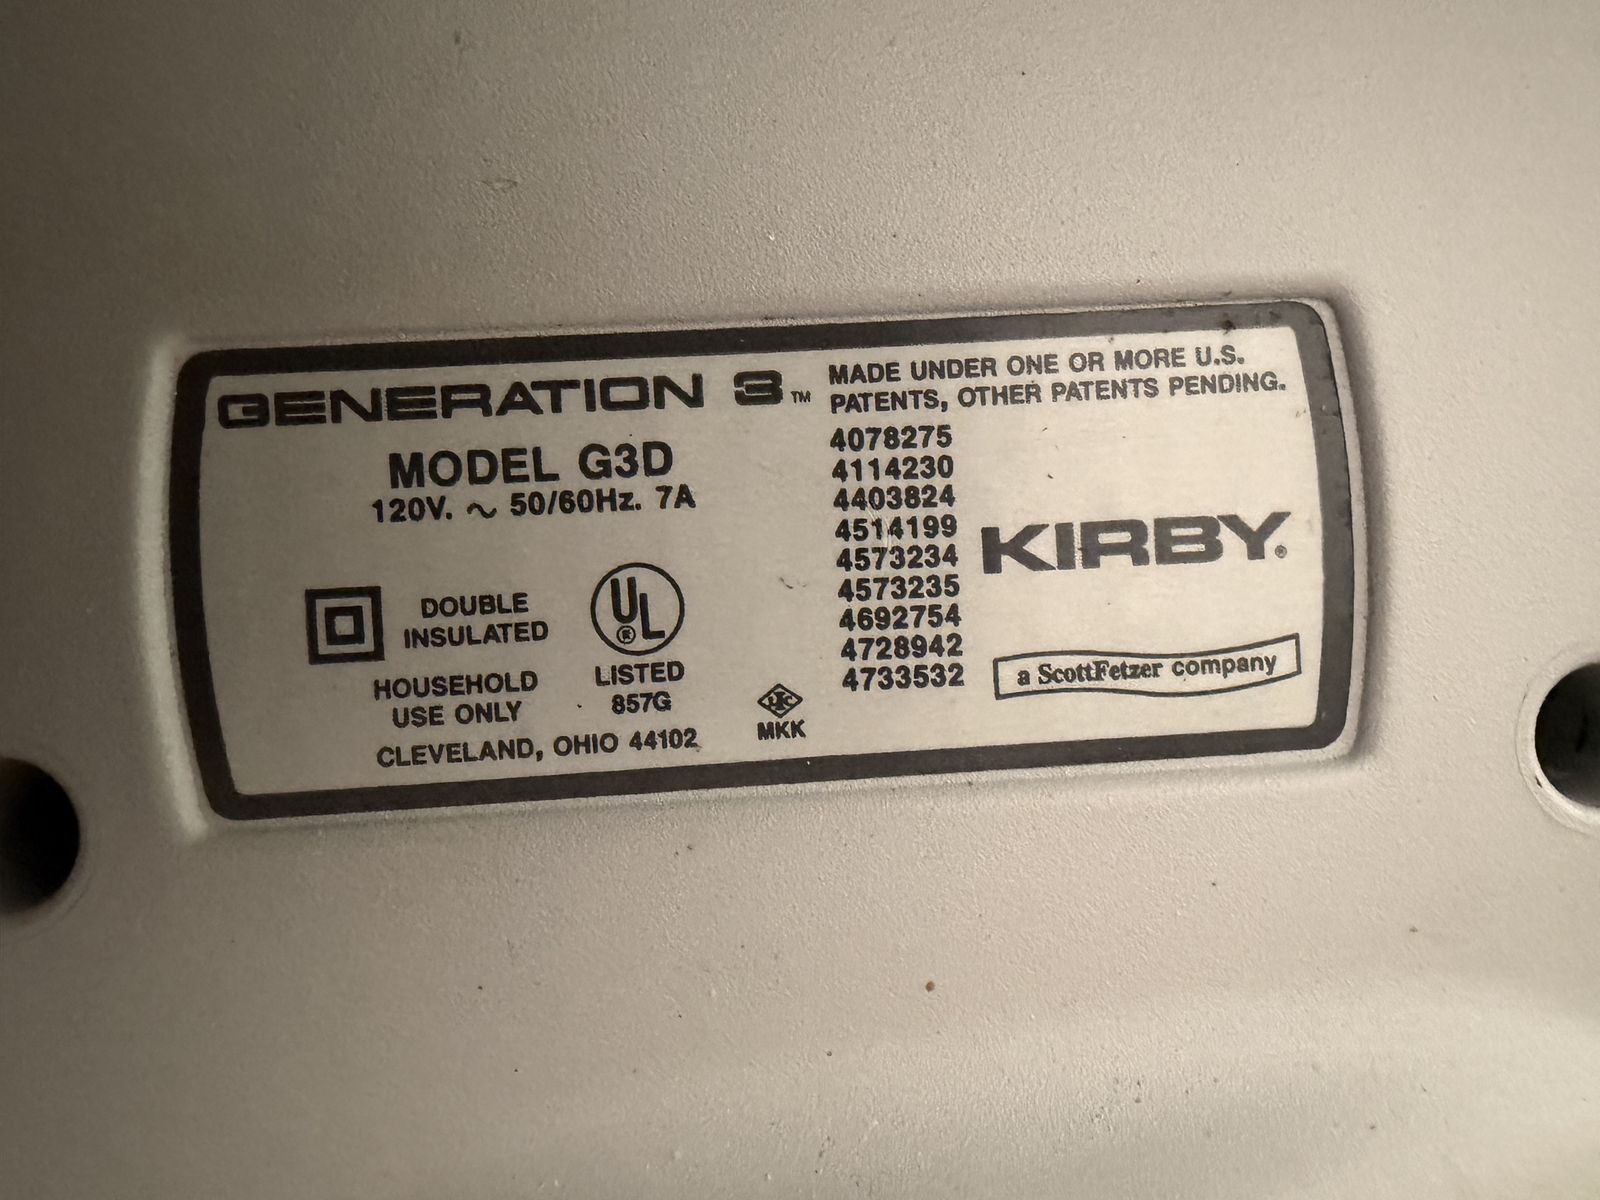 GENERATION 3™
MODEL G3D
120V. ~ 50/60Hz. 7A
DOUBLE
INSULATED
HOUSEHOLD
USE ONLY
UL
®
LISTED
857G
CLEVELAND, OHIO 44102
MKK
MADE UNDER ONE OR MORE U.S.
PATENTS, OTHER PATENTS PENDING.
4078275
4114230
4403824
4514199
4573234
4573235
4692754
4728942
4733532
KIRBY®
a ScottFetzer company